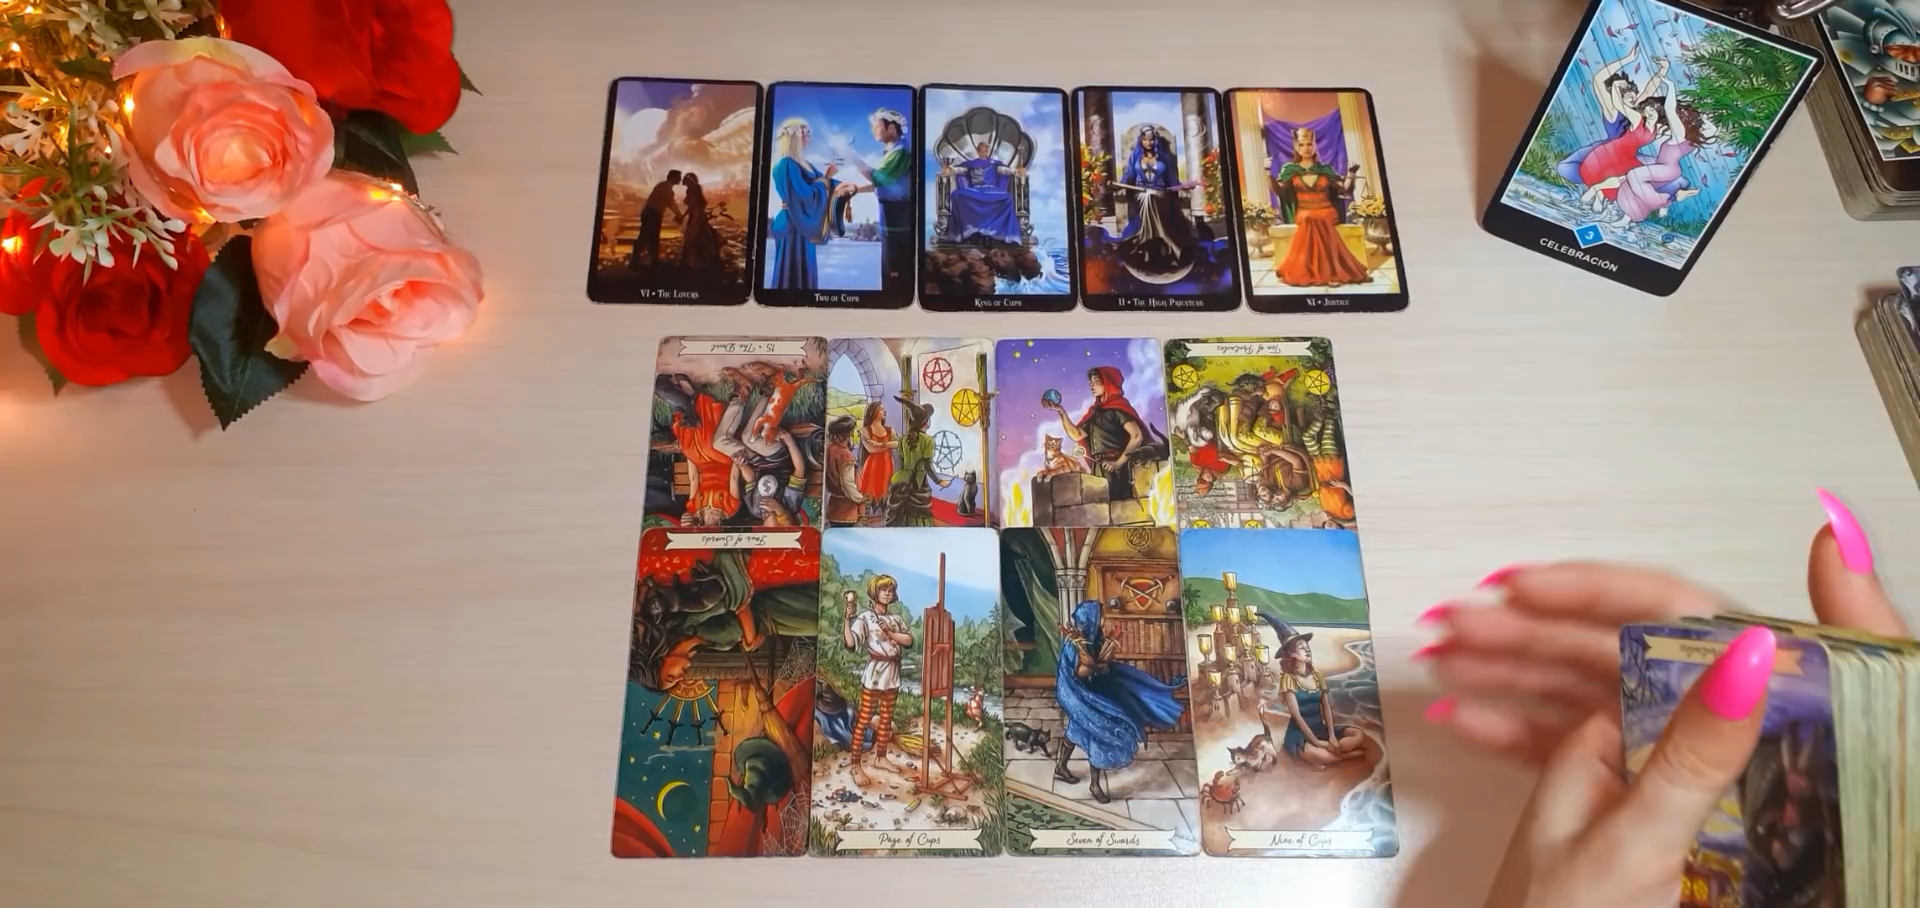 VI • The Lovers
Two of Cups
King of Cups
II • The High Priestess
XI • Justice
3
CELEBRACIÓN
15 • The Devil
Ten of Pentacles
Four of Swords
Page of Cups
Seven of Swords
Nine of Cups